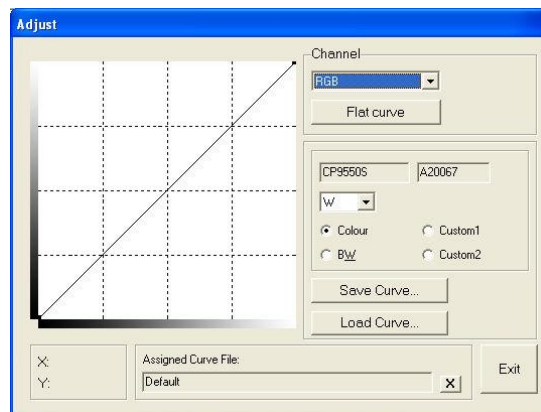 Adjust
Channel
RGB
Flat curve
CP9550S A20067
W
Colour Custom1
BW Custom2
Save Curve...
Load Curve...
X:
Y:
Assigned Curve File:
Default X
Exit